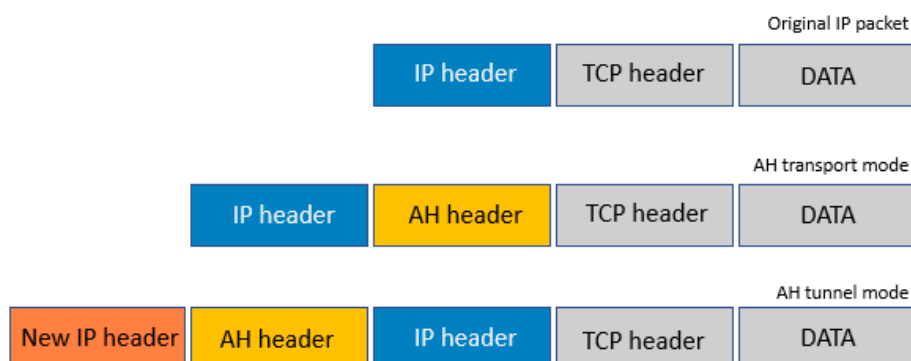 Original IP packet
IP header TCP header DATA
AH transport mode
IP header AH header TCP header DATA
AH tunnel mode
New IP header AH header IP header TCP header DATA